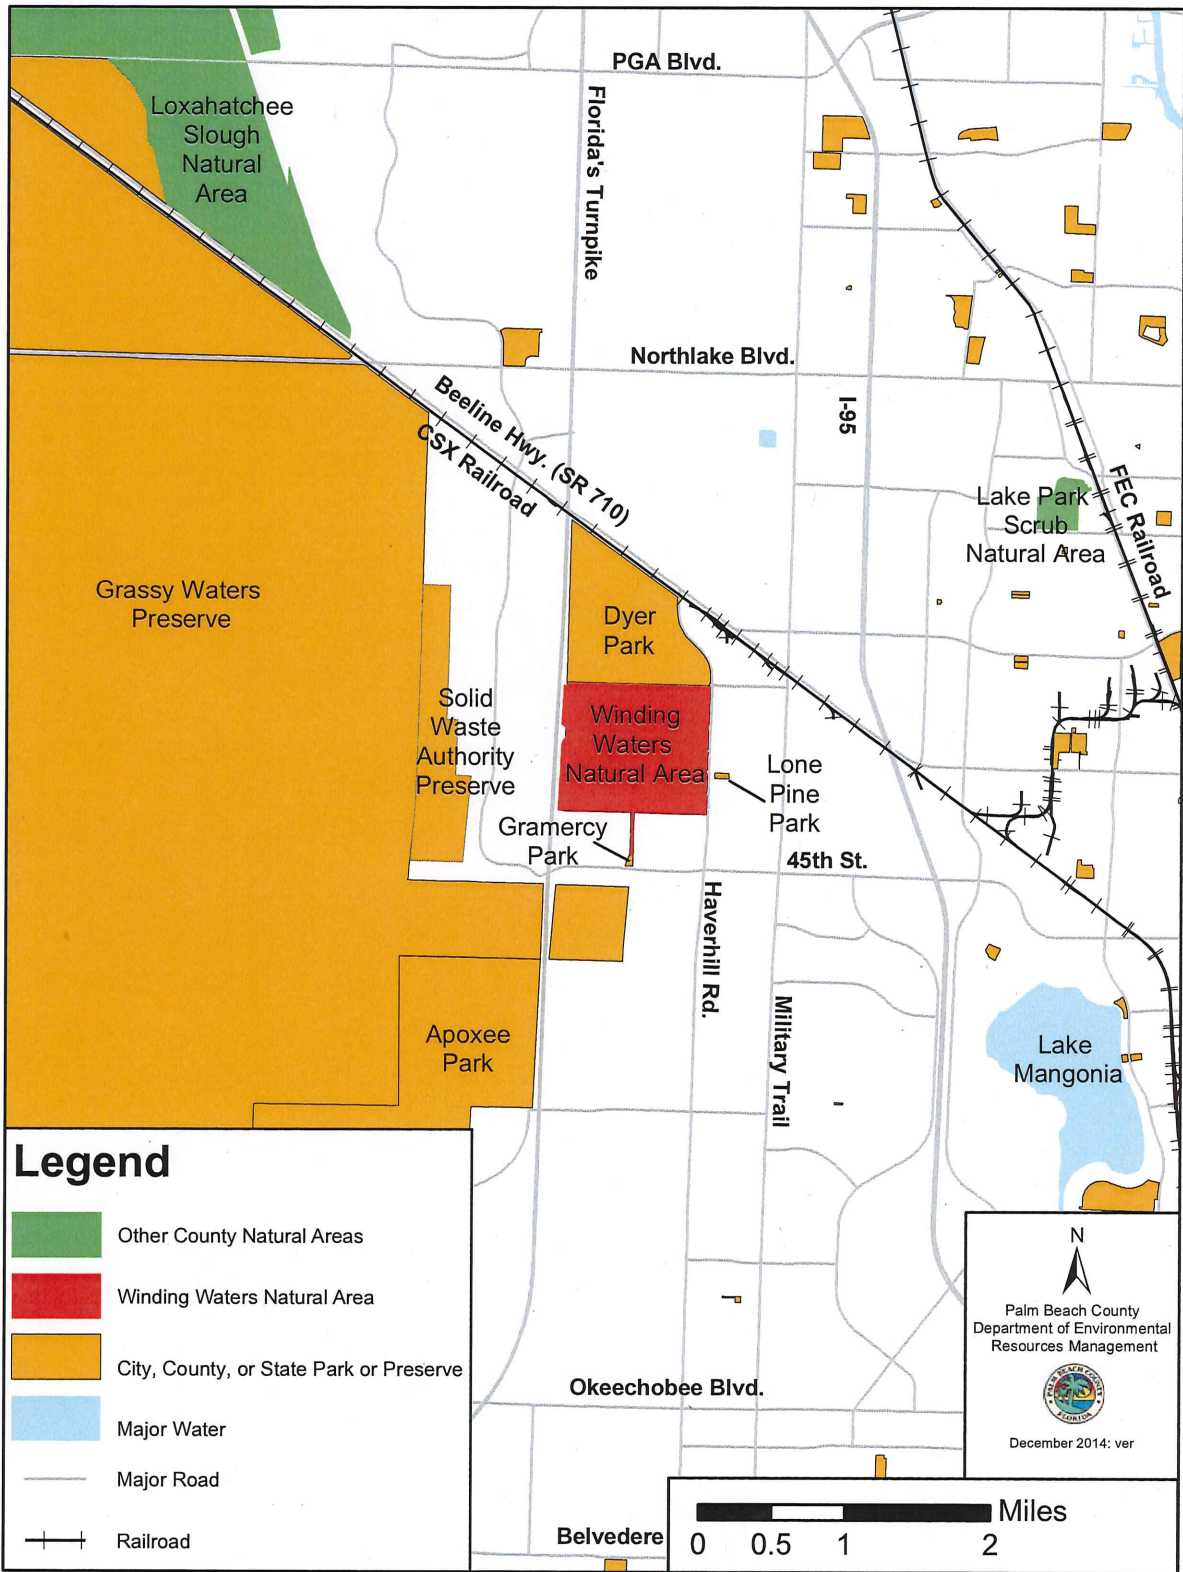 PGA Blvd.
Loxahatchee
Slough
Natural
Area
Florida's Turnpike
Northlake Blvd.
Beeline Hwy. (SR 710)
CSX Railroad
I-95
FEC Railroad
Lake Park
Scrub
Natural Area
Grassy Waters
Preserve
Dyer
Park
Solid
Waste
Authority
Preserve
Winding
Waters
Natural Area
Lone
Pine
Park
Gramercy
Park
45th St.
Haverhill Rd.
Military Trail
Apoxee
Park
Lake
Mangonia
Okeechobee Blvd.
Belvedere
Legend
Other County Natural Areas
Winding Waters Natural Area
City, County, or State Park or Preserve
Major Water
Major Road
Railroad
N
Palm Beach County
Department of Environmental
Resources Management
PALM BEACH COUNTY
FLORIDA
December 2014: ver
Miles
0 0.5 1 2